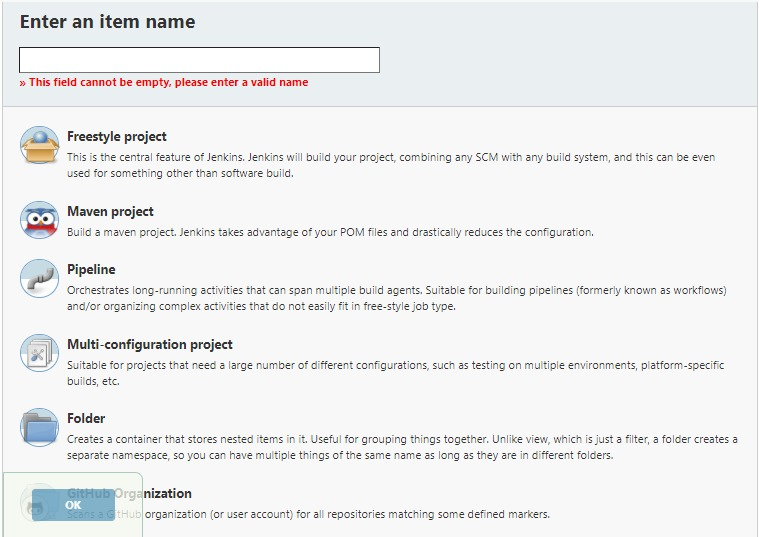 Enter an item name
» This field cannot be empty, please enter a valid name
Freestyle project
This is the central feature of Jenkins. Jenkins will build your project, combining any SCM with any build system, and this can be even
used for something other than software build.
Maven project
Build a maven project. Jenkins takes advantage of your POM files and drastically reduces the configuration.
Pipeline
Orchestrates long-running activities that can span multiple build agents. Suitable for building pipelines (formerly known as workflows)
and/or organizing complex activities that do not easily fit in free-style job type.
Multi-configuration project
Suitable for projects that need a large number of different configurations, such as testing on multiple environments, platform-specific
builds, etc.
Folder
Creates a container that stores nested items in it. Useful for grouping things together. Unlike view, which is just a filter, a folder creates a
separate namespace, so you can have multiple things of the same name as long as they are in different folders.
GitHub Organization
OK
Scans a GitHub organization (or user account) for all repositories matching some defined markers.